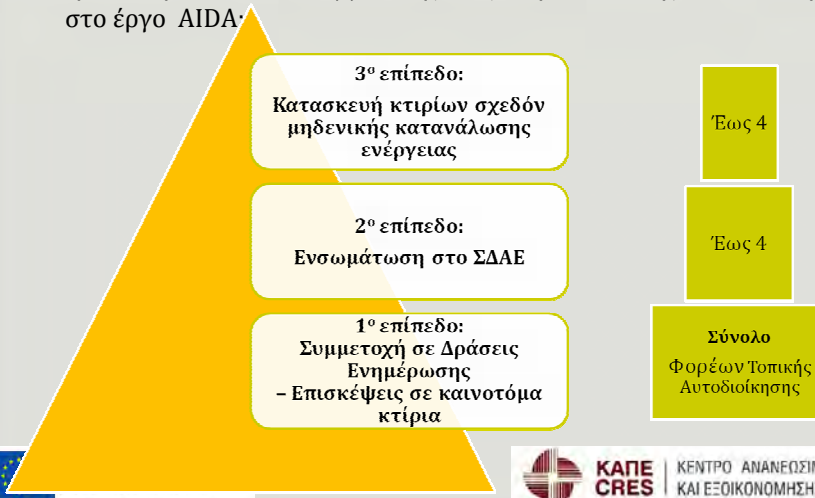 στο έργο AIDA:
3ο επίπεδο:
Κατασκευή κτιρίων σχεδόν
μηδενικής κατανάλωσης
ενέργειας
Έως 4
2ο επίπεδο:
Ενσωμάτωση στο ΣΔΑΕ
Έως 4
1ο επίπεδο:
Συμμετοχή σε Δράσεις
Ενημέρωσης
– Επισκέψεις σε καινοτόμα
κτίρια
Σύνολο
Φορέων Τοπικής
Αυτοδιοίκησης
ΚΑΠΕ
CRES
ΚΕΝΤΡΟ ΑΝΑΝΕΩΣΙΜ
ΚΑΙ ΕΞΟΙΚΟΝΟΜΗΣΗ